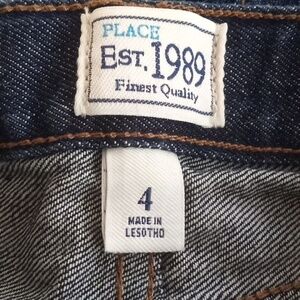 PLACE
EST. 1989
Finest Quality
4
MADE IN
LESOTHO